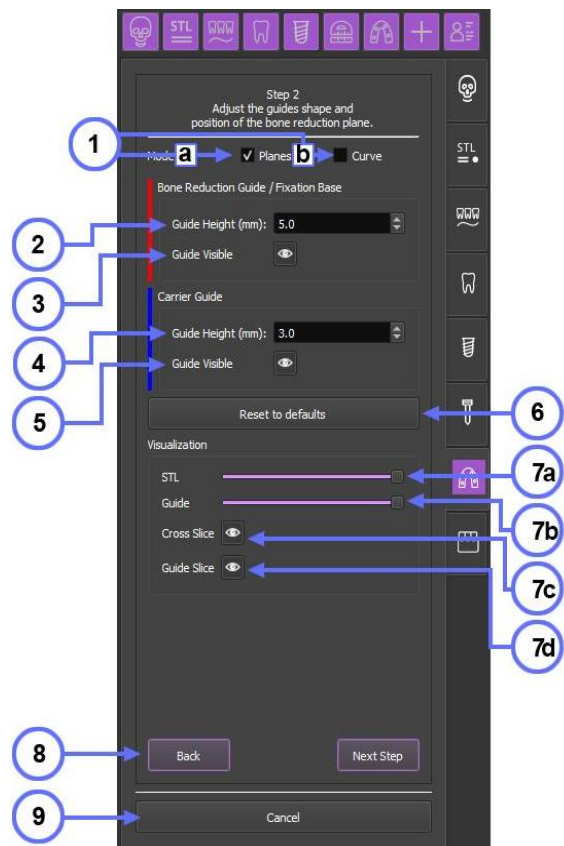 STL
Step 2
Adjust the guides shape and
position of the bone reduction plane.
1
Mode a Planes b Curve
STL
Bone Reduction Guide / Fixation Base
2
Guide Height (mm): 5.0
3
Guide Visible
Carrier Guide
4
Guide Height (mm): 3.0
5
Guide Visible
Reset to defaults
6
Visualization
STL
7a
Guide
7b
Cross Slice
7c
Guide Slice
7d
8
Back Next Step
9
Cancel